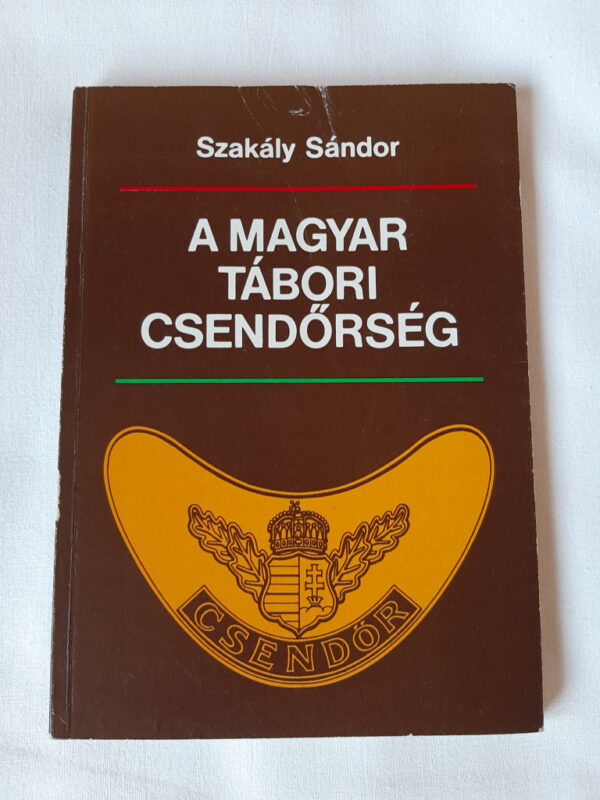 Szakály Sándor
A MAGYAR
TÁBORI
CSENDŐRSÉG
CSENDŐR